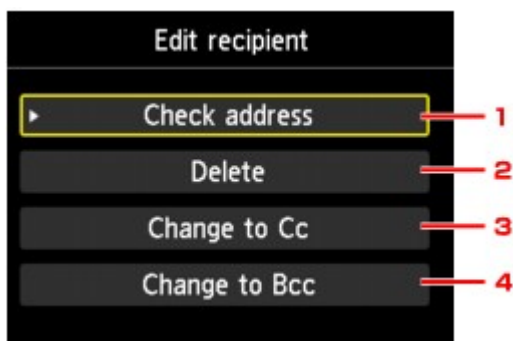 Edit recipient
Check address 1
Delete 2
Change to Cc 3
Change to Bcc 4